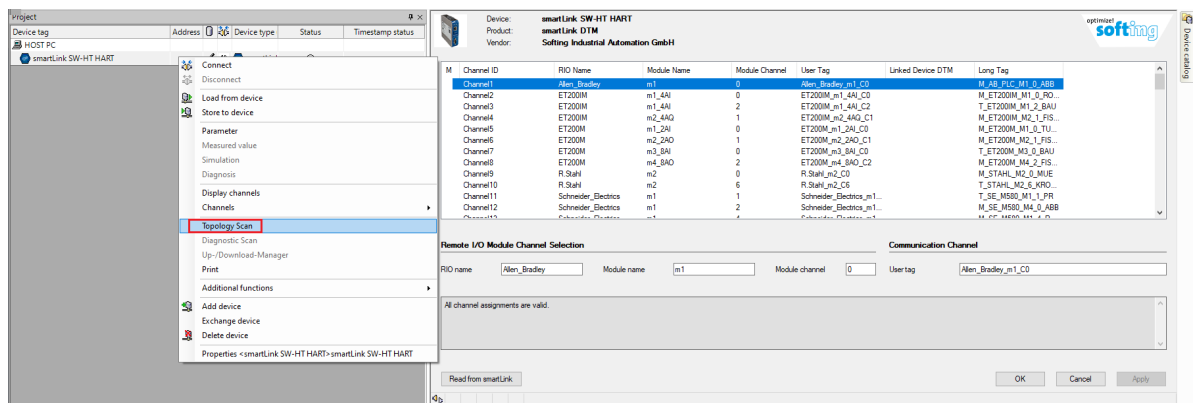 Project
Device tag Address Device type Status Timestamp status
HOST PC
smartLink SW-HT HART
Connect
Disconnect
Load from device
Store to device
Parameter
Measured value
Simulation
Diagnosis
Display channels
Channels
Topology Scan
Diagnostic Scan
Up-/Download-Manager
Print
Additional functions
Add device
Exchange device
Delete device
Properties <smartLink SW-HT HART>smartLink SW-HT HART
Device: smartLink SW-HT HART
Product: smartLink DTM
Vendor: Softing Industrial Automation GmbH
optimize!
softing
Device catalog
M Channel ID RIO Name Module Name Module Channel User Tag Linked Device DTM Long Tag
Channel1 Allen_Bradley m1 0 Allen_Bradley_m1_C0 M_AB_PLC_M1_0_ABB
Channel2 ET200IM m1_4AI 0 ET200IM_m1_4AI_C0 M_ET200IM_M1_0_RO...
Channel3 ET200IM m1_4AI 2 ET200IM_m1_4AI_C2 T_ET200IM_M1_2_BAU
Channel4 ET200IM m2_4AQ 1 ET200IM_m2_4AQ_C1 M_ET200IM_M2_1_FIS...
Channel5 ET200M m1_2AI 0 ET200M_m1_2AI_C0 M_ET200M_M1_0_TU...
Channel6 ET200M m2_2AO 1 ET200M_m2_2AO_C1 M_ET200M_M2_1_FIS...
Channel7 ET200M m3_8AI 0 ET200M_m3_8AI_C0 T_ET200M_M3_0_BAU
Channel8 ET200M m4_8AO 2 ET200M_m4_8AO_C2 M_ET200M_M4_2_FIS...
Channel9 R.Stahl m2 0 R.Stahl_m2_C0 M_STAHL_M2_0_MUE
Channel10 R.Stahl m2 6 R.Stahl_m2_C6 T_STAHL_M2_6_KRO...
Channel11 Schneider_Electrics m1 1 Schneider_Electrics_m1... T_SE_M580_M1_1_PR
Channel12 Schneider_Electrics m1 2 Schneider_Electrics_m1... M_SE_M580_M4_0_ABB
Remote I/O Module Channel Selection Communication Channel
RIO name Allen_Bradley Module name m1 Module channel 0 User tag Allen_Bradley_m1_C0
All channel assignments are valid.
Read from smartLink OK Cancel Apply